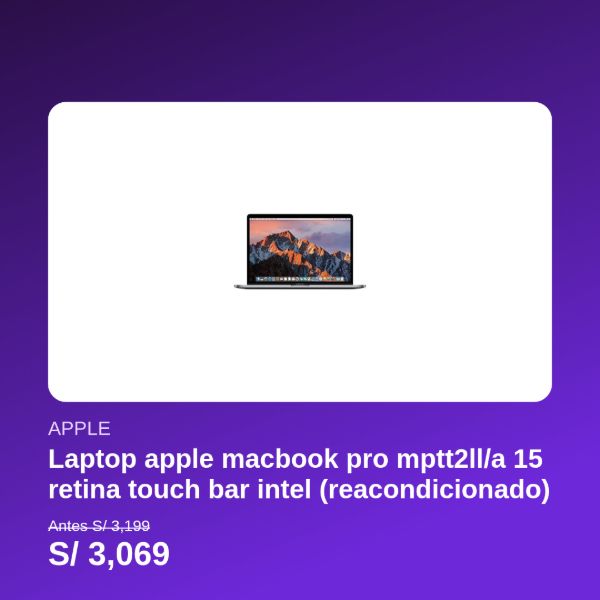 APPLE
Laptop apple macbook pro mptt2ll/a 15
retina touch bar intel (reacondicionado)
Antes S/ 3,199
S/ 3,069